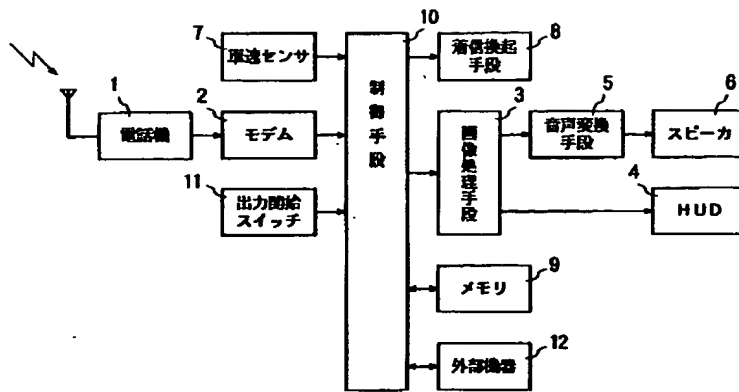 7
車速センサ
10
制御手段
8
着信喚起
手段
1
電話機
2
モデム
3
画像処理手段
5
音声変換
手段
6
スピーカ
4
HUD
11
出力開始
スイッチ
9
メモリ
12
外部機器